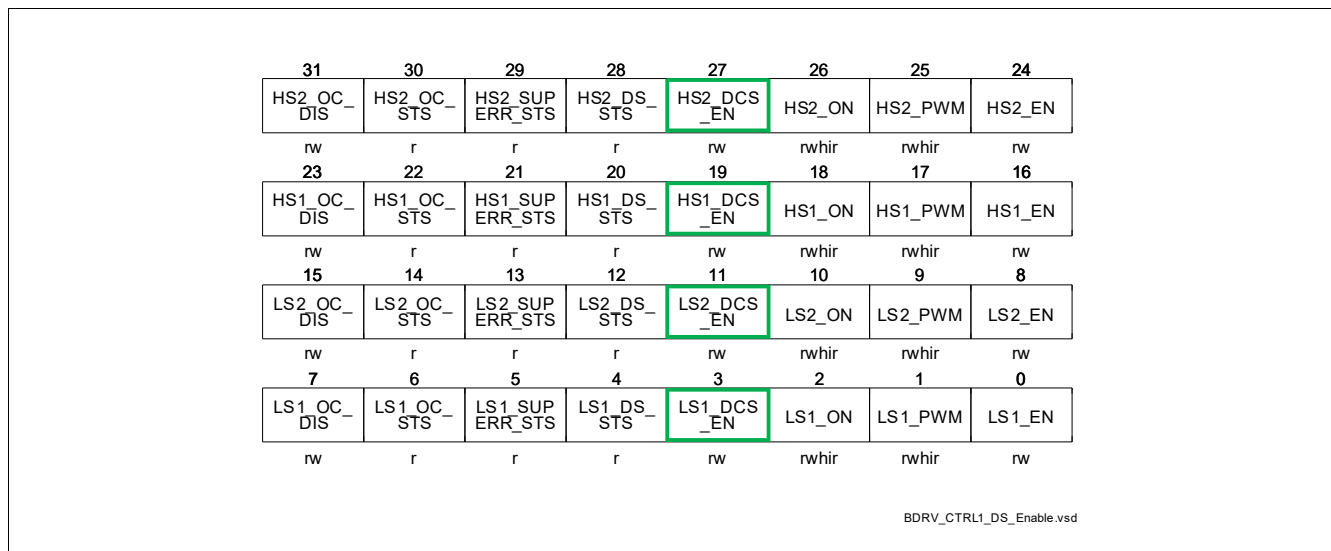 31 30 29 28 27 26 25 24
HS2_OC_ HS2_OC_ HS2_SUP HS2_DS_ HS2_DCS HS2_ON HS2_PWM HS2_EN
DIS STS ERR_STS STS _EN
rw r r r rw rwhir rwhir rw
23 22 21 20 19 18 17 16
HS1_OC_ HS1_OC_ HS1_SUP HS1_DS_ HS1_DCS HS1_ON HS1_PWM HS1_EN
DIS STS ERR_STS STS _EN
rw r r r rw rwhir rwhir rw
15 14 13 12 11 10 9 8
LS2_OC_ LS2_OC_ LS2_SUP LS2_DS_ LS2_DCS LS2_ON LS2_PWM LS2_EN
DIS STS ERR_STS STS _EN
rw r r r rw rwhir rwhir rw
7 6 5 4 3 2 1 0
LS1_OC_ LS1_OC_ LS1_SUP LS1_DS_ LS1_DCS LS1_ON LS1_PWM LS1_EN
DIS STS ERR_STS STS _EN
rw r r r rw rwhir rwhir rw
BDRV_CTRL1_DS_Enable.vsd